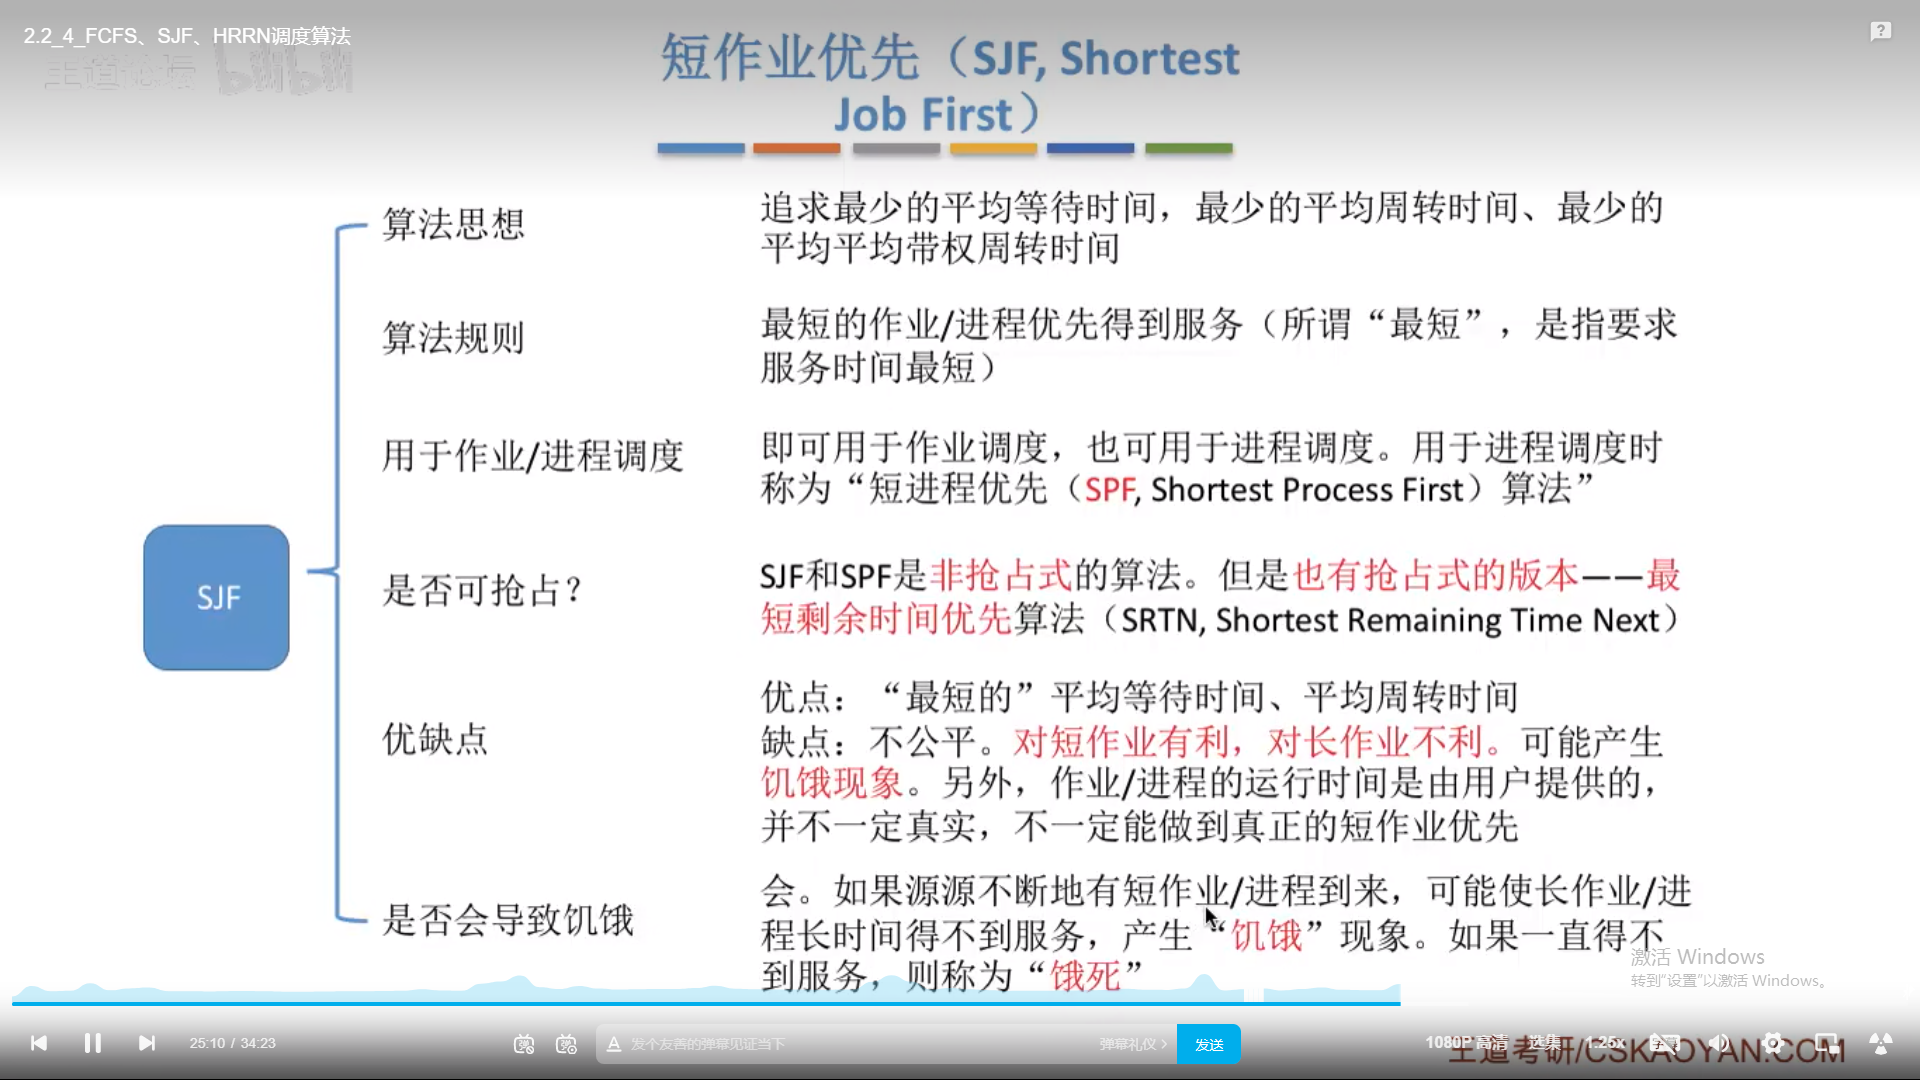 2.2_4_FCFS、SJF、HRRN调度算法
王道论坛 bilibili
短作业优先（SJF, Shortest
Job First）
算法思想
追求最少的平均等待时间，最少的平均周转时间、最少的
平均平均带权周转时间
算法规则
最短的作业/进程优先得到服务（所谓“最短”，是指要求
服务时间最短）
用于作业/进程调度
即可用于作业调度，也可用于进程调度。用于进程调度时
称为“短进程优先（SPF, Shortest Process First）算法”
SJF
是否可抢占？
SJF和SPF是非抢占式的算法。但是也有抢占式的版本——最
短剩余时间优先算法（SRTN, Shortest Remaining Time Next）
优缺点
优点：“最短的”平均等待时间、平均周转时间
缺点：不公平。对短作业有利，对长作业不利。可能产生
饥饿现象。另外，作业/进程的运行时间是由用户提供的，
并不一定真实，不一定能做到真正的短作业优先
是否会导致饥饿
会。如果源源不断地有短作业/进程到来，可能使长作业/进
程长时间得不到服务，产生“饥饿”现象。如果一直得不
到服务，则称为“饿死”
激活 Windows
转到“设置”以激活 Windows。
25:10 / 34:23
发个友善的弹幕见证当下
弹幕礼仪
发送
1080P 高清
选集
1.25x
王道考研/CSKAOYAN.COM